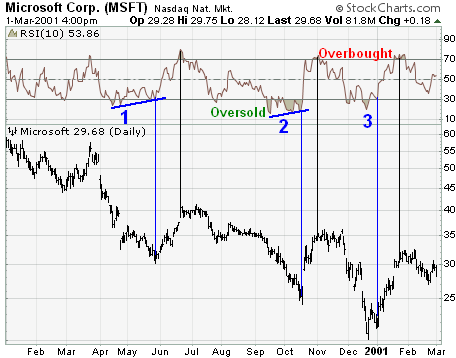 Microsoft Corp. (MSFT) Nasdaq Nat. Mkt. © StockCharts.com
1-Mar-2001 4:00pm Op 29.28 Hi 29.75 Lo 28.12 Last 29.68 Vol 81.8M Chg +0.18
RSI(10) 53.86
Overbought
90
70
50
30
10
Oversold
1
2
3
Microsoft 29.68 (Daily)
60
55
50
45
40
35
30
25
Feb Mar Apr May Jun Jul Aug Sep Oct Nov Dec 2001 Feb Mar